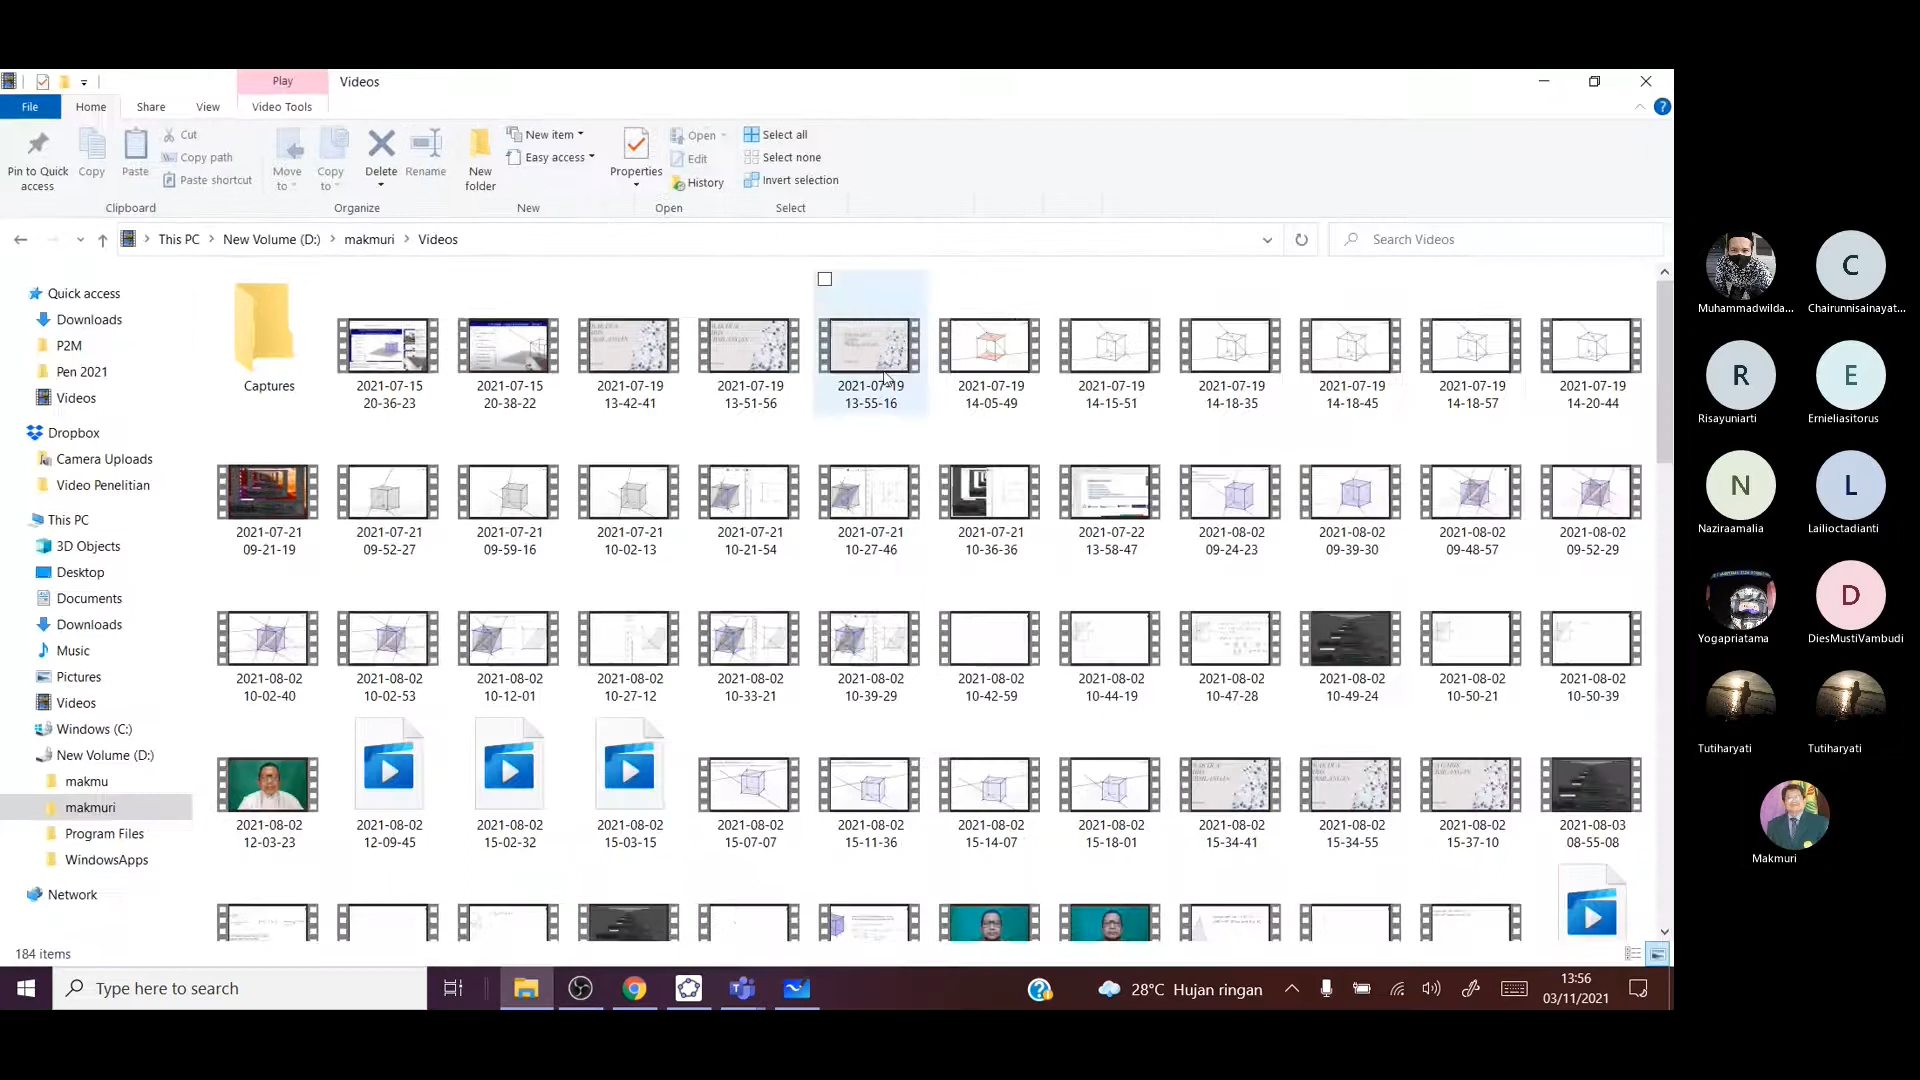 Play
Videos
File
Home
Share
View
Video Tools
Pin to Quick
access
Copy
Paste
Cut
Copy path
Paste shortcut
Move
to
Copy
to
Delete
Rename
New
folder
New item
Easy access
Properties
Open
Edit
History
Select all
Select none
Invert selection
Clipboard
Organize
New
Open
Select
This PC
New Volume (D:)
makmuri
Videos
Search Videos
Quick access
Downloads
P2M
Pen 2021
Videos
Dropbox
Camera Uploads
Video Penelitian
This PC
3D Objects
Desktop
Documents
Downloads
Music
Pictures
Videos
Windows (C:)
New Volume (D:)
makmu
makmuri
Program Files
WindowsApps
Network
Captures
2021-07-15
20-36-23
2021-07-15
20-38-22
2021-07-19
13-42-41
2021-07-19
13-51-56
2021-07-19
13-55-16
2021-07-19
14-05-49
2021-07-19
14-15-51
2021-07-19
14-18-35
2021-07-19
14-18-45
2021-07-19
14-18-57
2021-07-19
14-20-44
2021-07-21
09-21-19
2021-07-21
09-52-27
2021-07-21
09-59-16
2021-07-21
10-02-13
2021-07-21
10-21-54
2021-07-21
10-27-46
2021-07-21
10-36-36
2021-07-22
13-58-47
2021-08-02
09-24-23
2021-08-02
09-39-30
2021-08-02
09-48-57
2021-08-02
09-52-29
2021-08-02
10-02-40
2021-08-02
10-02-53
2021-08-02
10-12-01
2021-08-02
10-27-12
2021-08-02
10-33-21
2021-08-02
10-39-29
2021-08-02
10-42-59
2021-08-02
10-44-19
2021-08-02
10-47-28
2021-08-02
10-49-24
2021-08-02
10-50-21
2021-08-02
10-50-39
2021-08-02
12-03-23
2021-08-02
12-09-45
2021-08-02
15-02-32
2021-08-02
15-03-15
2021-08-02
15-07-07
2021-08-02
15-11-36
2021-08-02
15-14-07
2021-08-02
15-18-01
2021-08-02
15-34-41
2021-08-02
15-34-55
2021-08-02
15-37-10
2021-08-03
08-55-08
184 items
Type here to search
28°C Hujan ringan
13:56
03/11/2021
Muhammadwilda...
C
Chairunnisainayat...
R
Risayuniarti
E
Ernieliasitorus
N
Naziraamalia
L
Lailioctadianti
Yogapriatama
D
DiesMustiVambudi
Tutiharyati
Tutiharyati
Makmuri